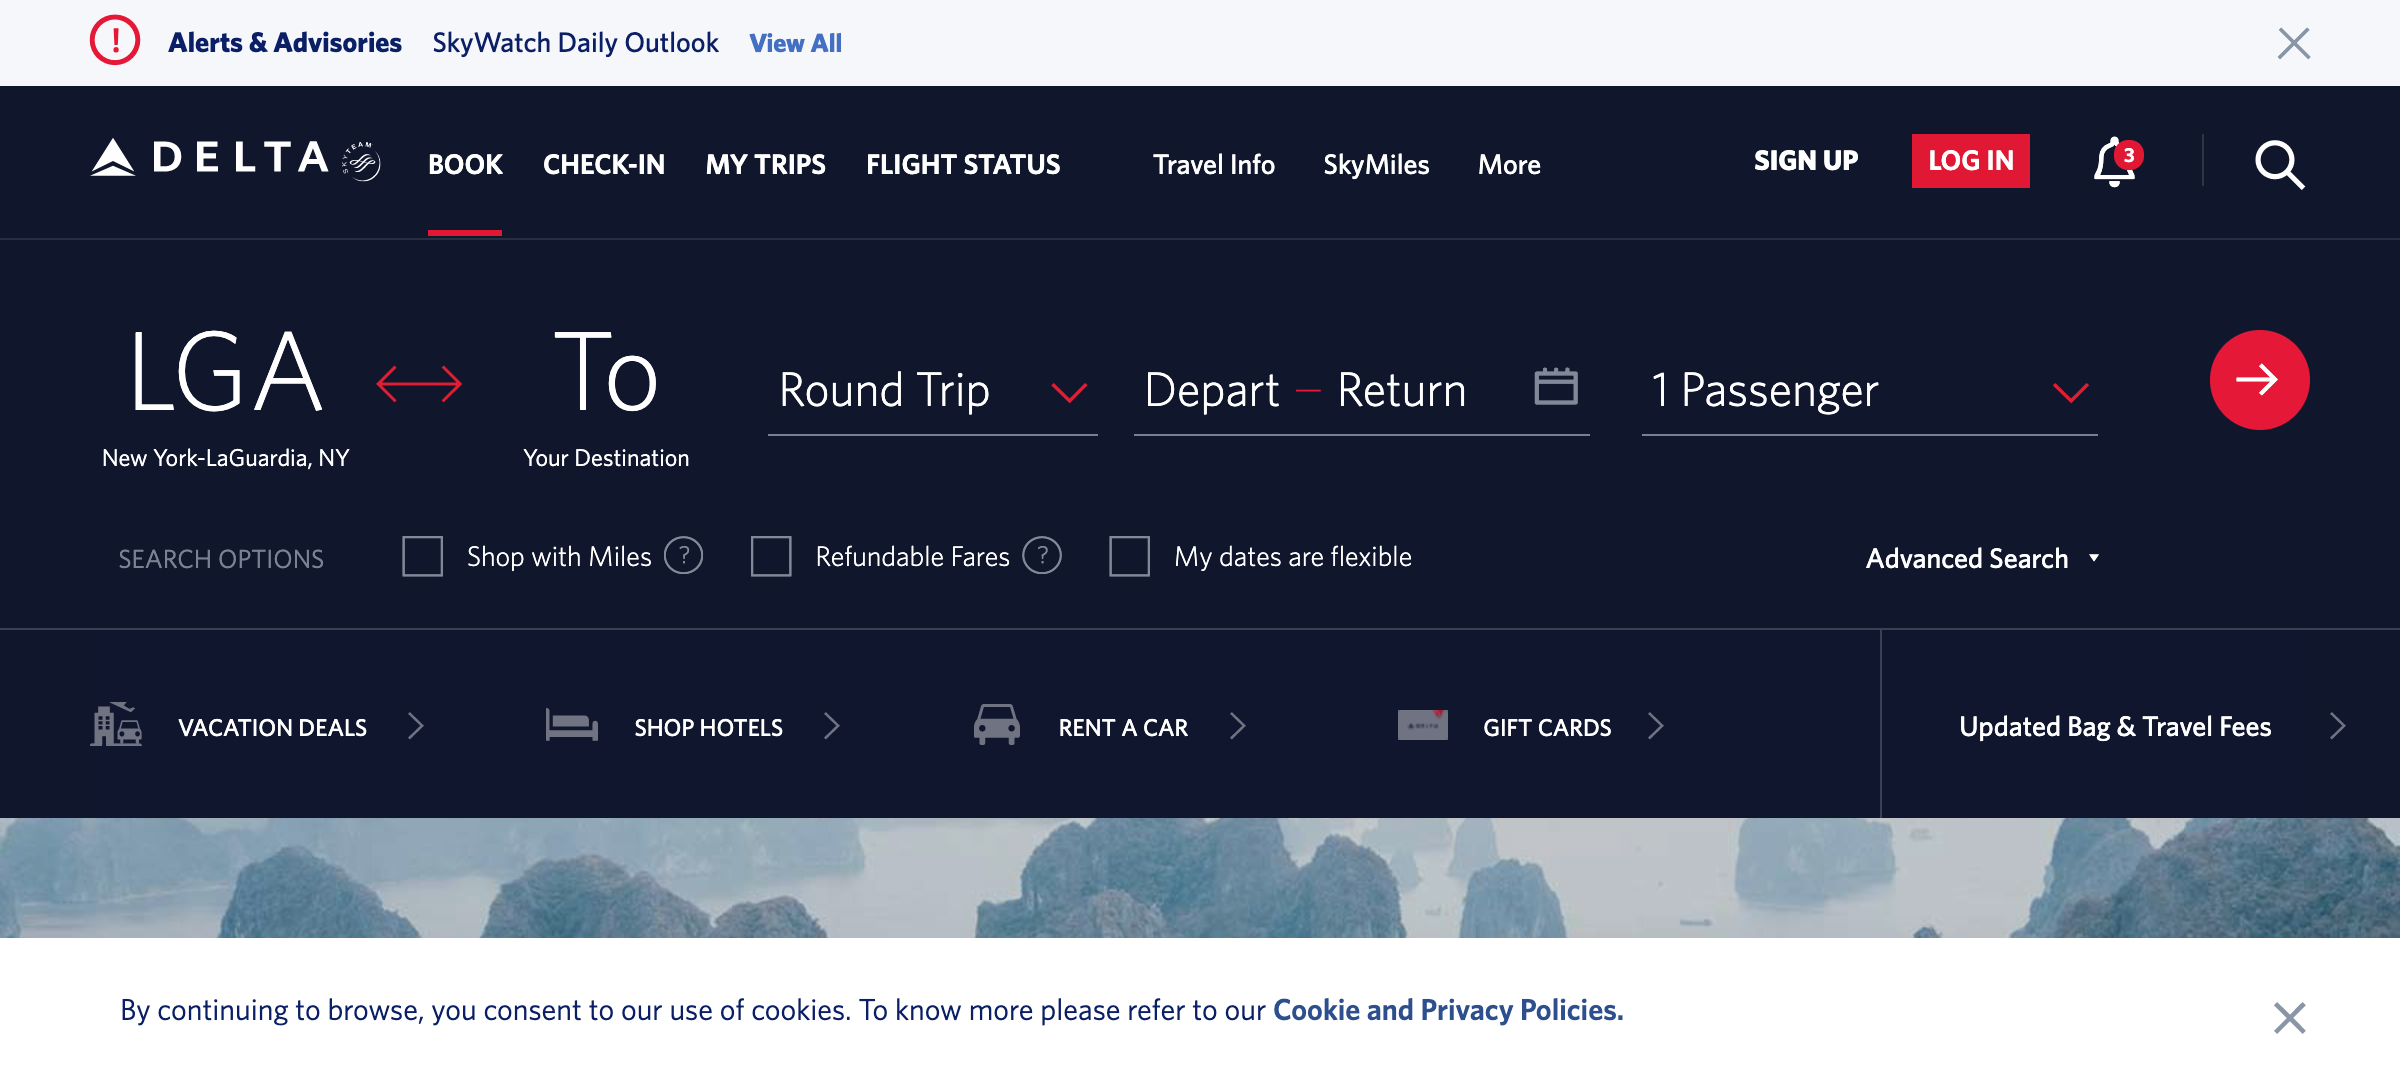 ! Alerts & Advisories SkyWatch Daily Outlook View All
DELTA SKYTEAM BOOK CHECK-IN MY TRIPS FLIGHT STATUS Travel Info SkyMiles More SIGN UP LOG IN 3
LGA To Round Trip Depart – Return 1 Passenger
New York-LaGuardia, NY Your Destination
SEARCH OPTIONS Shop with Miles ? Refundable Fares ? My dates are flexible Advanced Search
VACATION DEALS SHOP HOTELS RENT A CAR GIFT CARDS Updated Bag & Travel Fees
By continuing to browse, you consent to our use of cookies. To know more please refer to our Cookie and Privacy Policies.